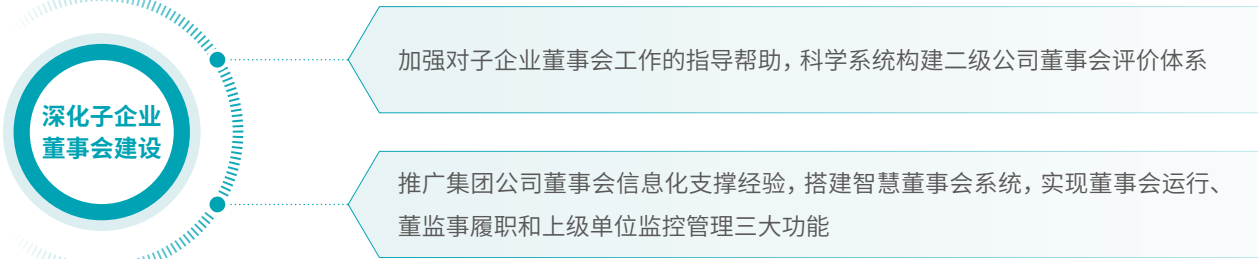 深化子企业
董事会建设
加强对子企业董事会工作的指导帮助，科学系统构建二级公司董事会评价体系
推广集团公司董事会信息化支撑经验，搭建智慧董事会系统，实现董事会运行、
董监事履职和上级单位监控管理三大功能